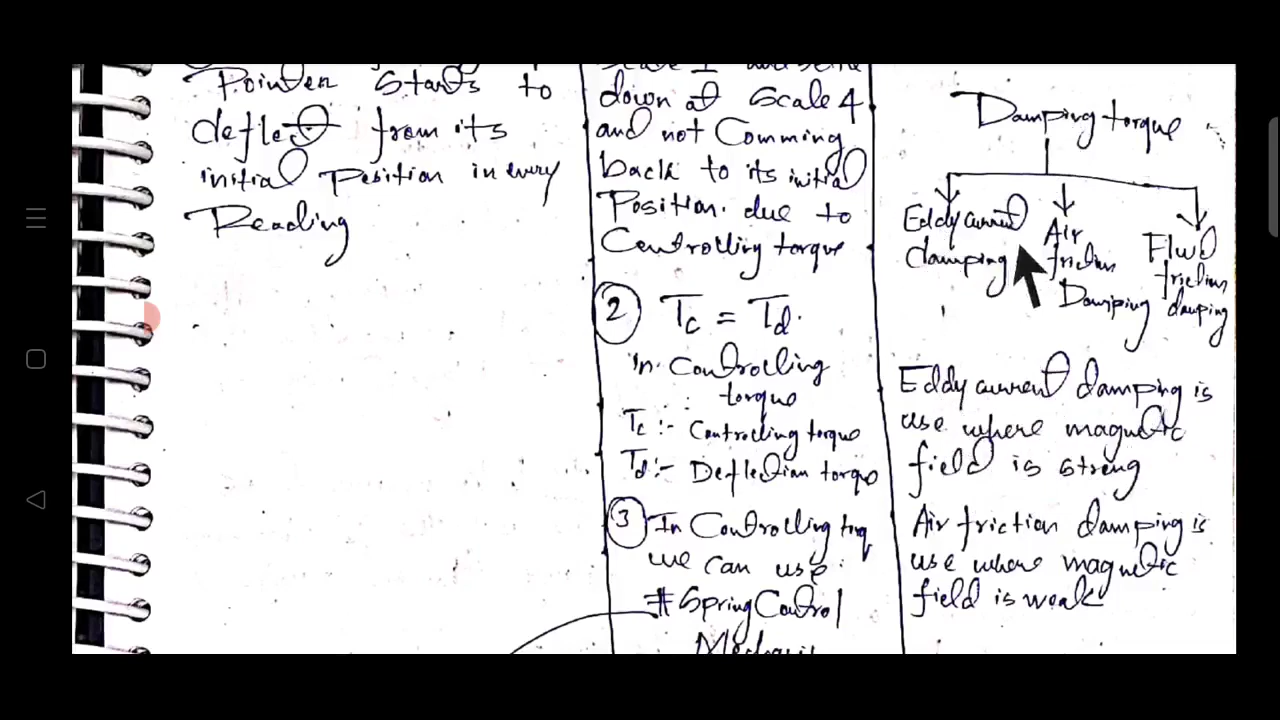 Pointer Starts to
deflect from its
initial Position in every
Reading
down at Scale 4
and not Comming
back to its initial
Position. due to
Controlling torque
2 Tc = Td.
in Controlling
torque
Tc :- Controlling torque
Td :- Deflection torque
3 In Controlling torq
we can use :
# Spring Control
Damping torque
Eddy current
damping
Air
friction
Damping
Fluid
friction
damping
Eddy current damping is
use where magnetic
field is strong
Air friction damping is
use where magnetic
field is weak